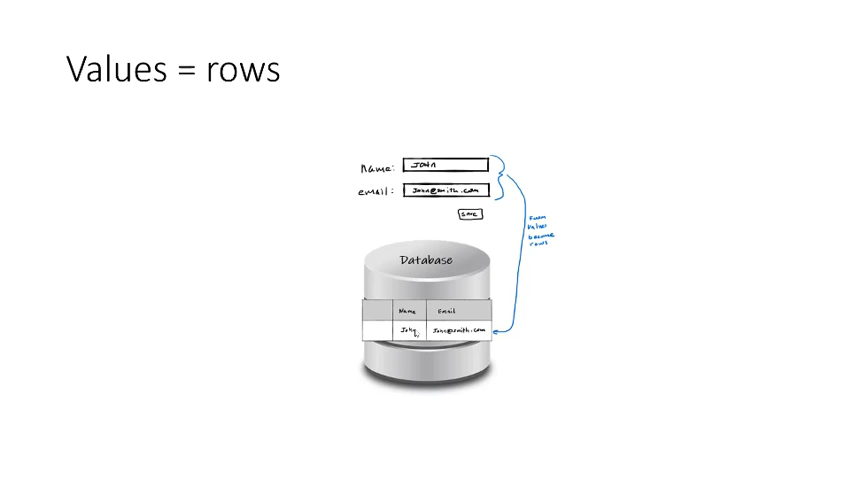 Values = rows
Name: John
email: John@smith.com
save
Form
values
become
rows
Database
Name Email
John John@smith.com